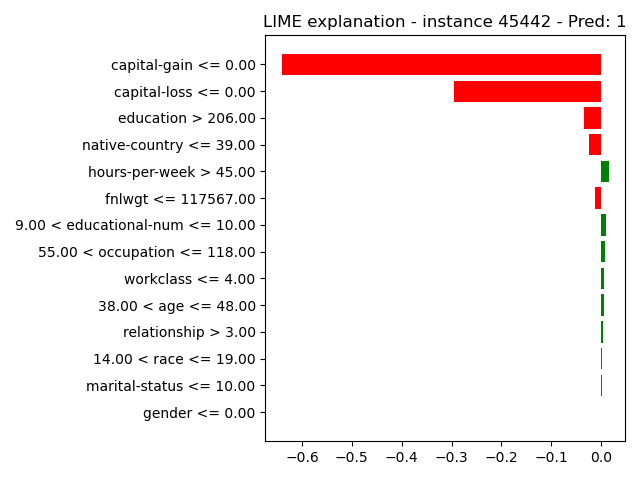 LIME explanation - instance 45442 - Pred: 1
capital-gain <= 0.00
capital-loss <= 0.00
education > 206.00
native-country <= 39.00
hours-per-week > 45.00
fnlwgt <= 117567.00
9.00 < educational-num <= 10.00
55.00 < occupation <= 118.00
workclass <= 4.00
38.00 < age <= 48.00
relationship > 3.00
14.00 < race <= 19.00
marital-status <= 10.00
gender <= 0.00
−0.6 −0.5 −0.4 −0.3 −0.2 −0.1 0.0